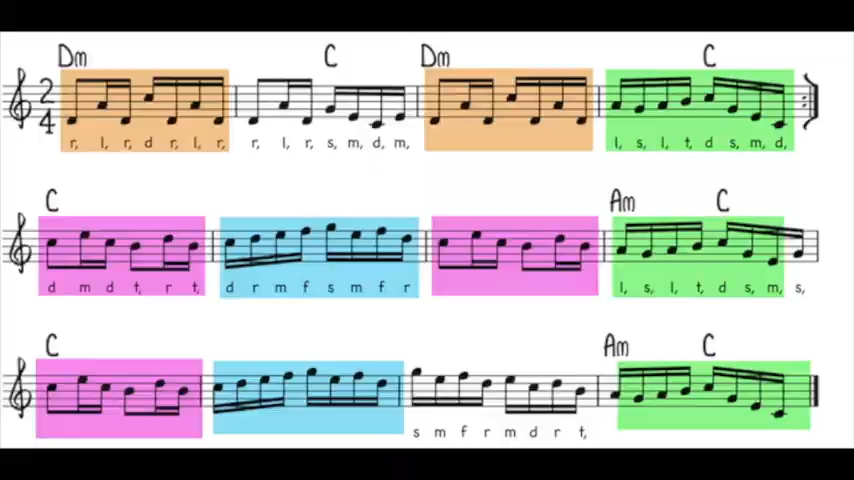 Dm C Dm C
2
4
r, l, r, d r, l, r, r, l, r, s, m, d, m, l, s, l, t, d s, m, d,
C Am C
d m d t, r t, d r m f s m f r l, s, l, t, d s, m, s,
C Am C
s m f r m d r t,